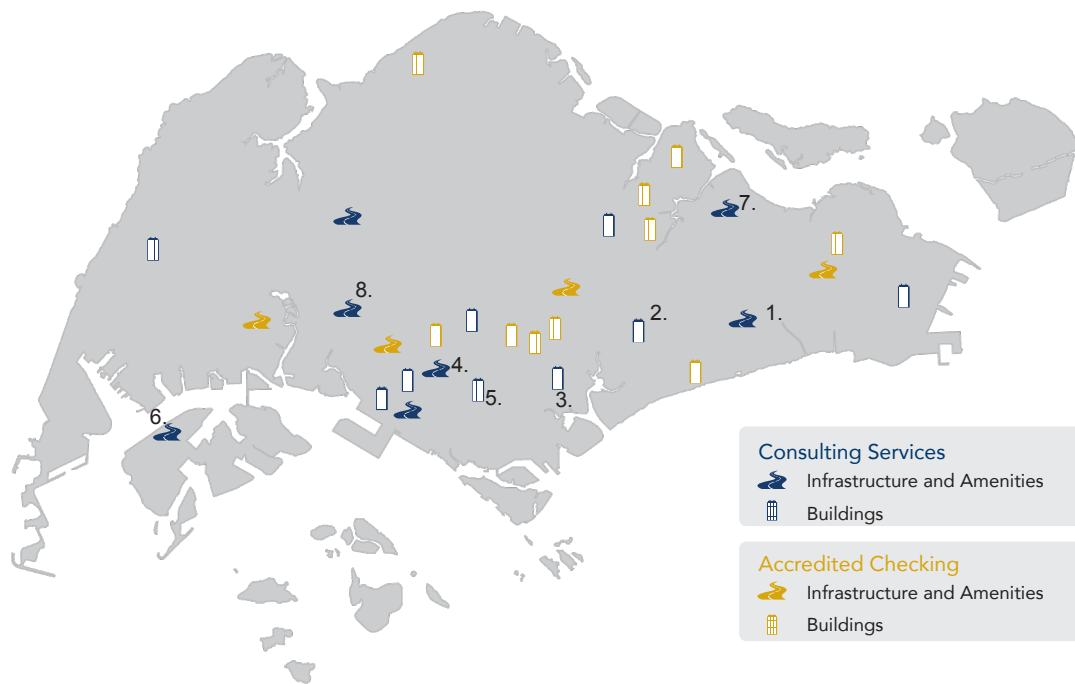 7.
8.
2.
1.
4.
5.
3.
6.
Consulting Services
Infrastructure and Amenities
Buildings
Accredited Checking
Infrastructure and Amenities
Buildings